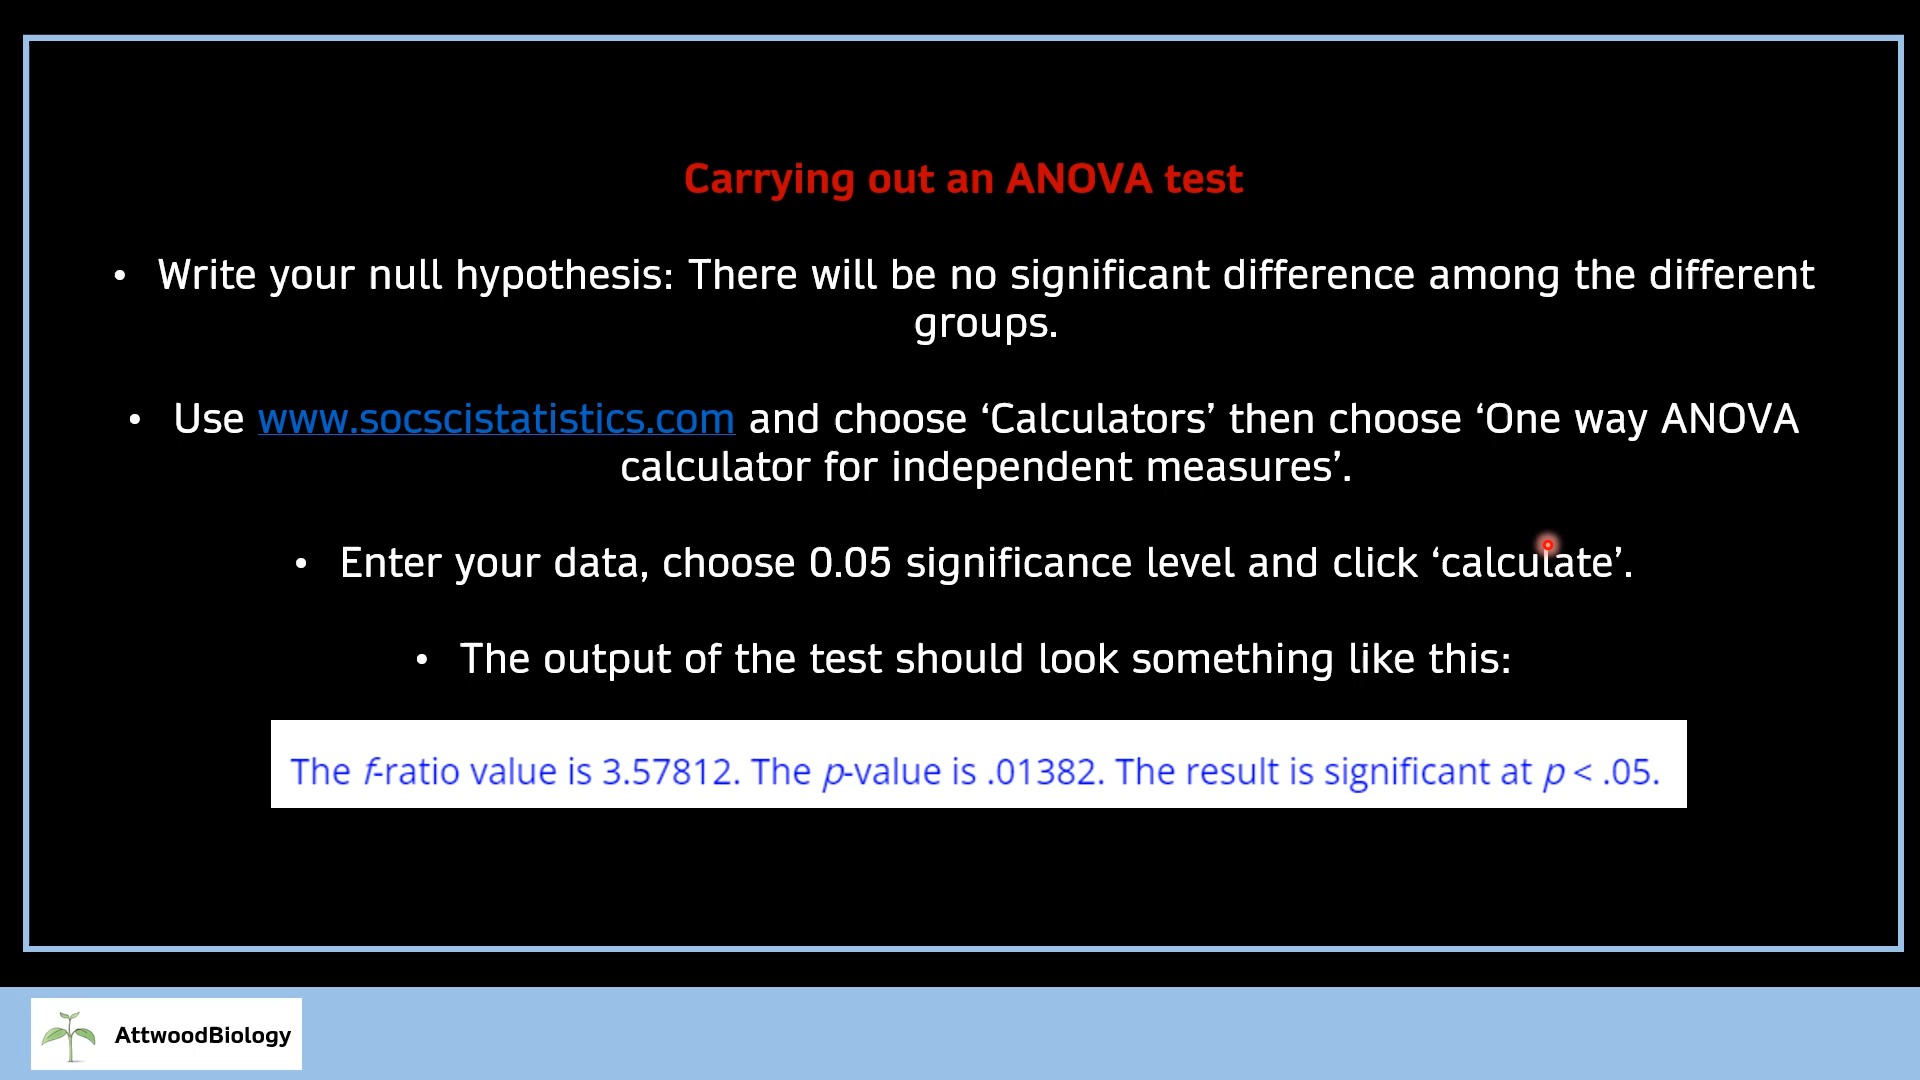 Carrying out an ANOVA test
• Write your null hypothesis: There will be no significant difference among the different
groups.
• Use www.socscistatistics.com and choose ‘Calculators’ then choose ‘One way ANOVA
calculator for independent measures’.
• Enter your data, choose 0.05 significance level and click ‘calculate’.
• The output of the test should look something like this:
The f-ratio value is 3.57812. The p-value is .01382. The result is significant at p < .05.
AttwoodBiology